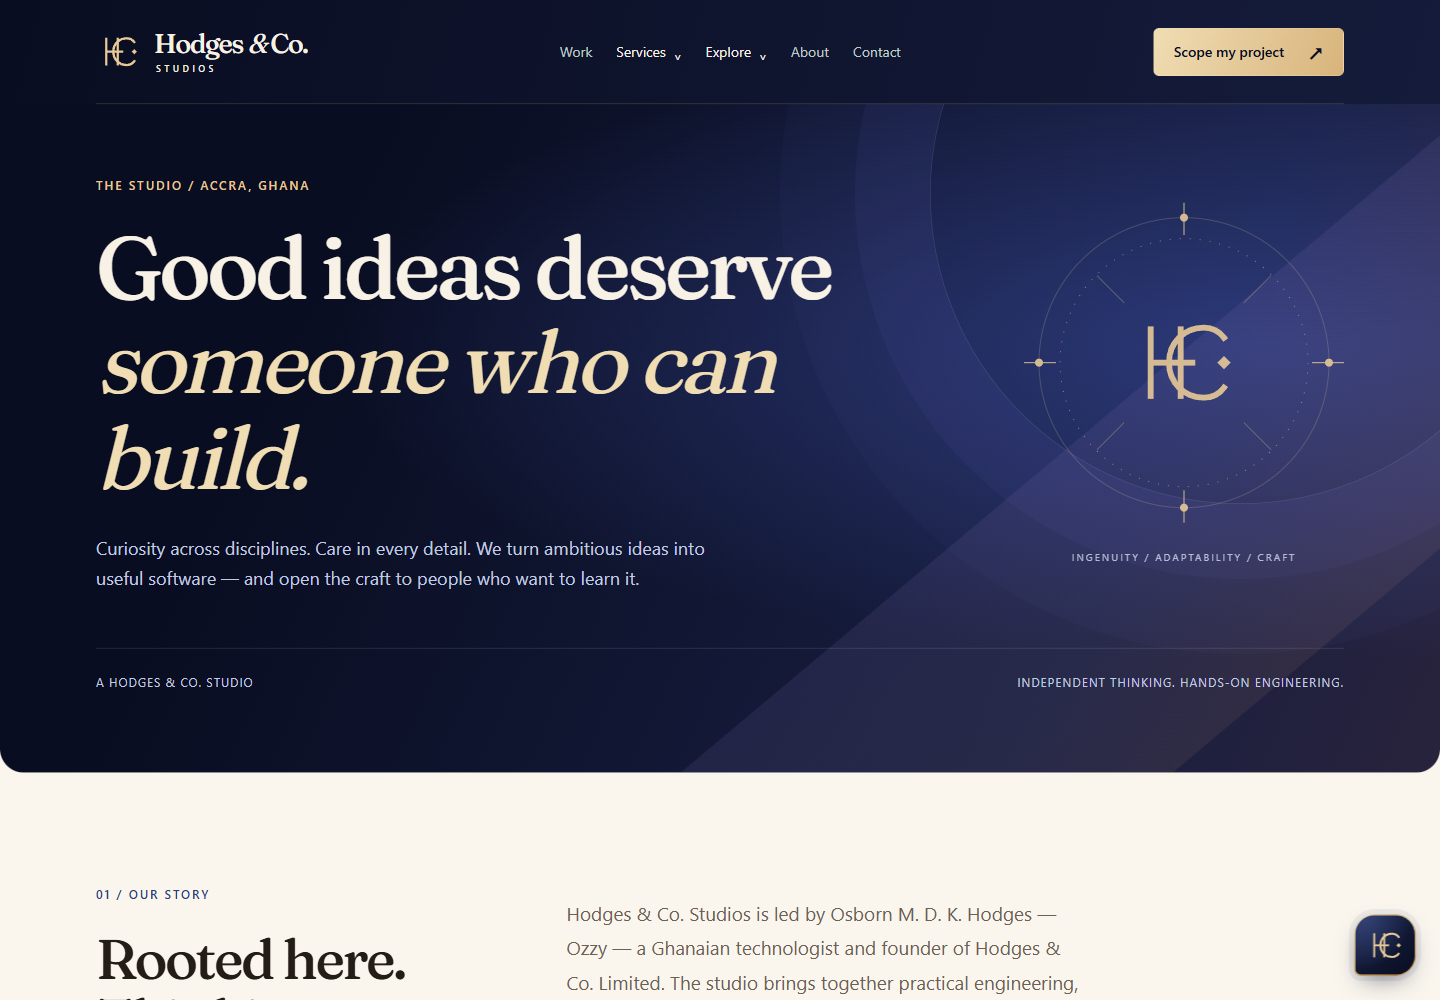 HC Hodges & Co.
STUDIOS
Work Services Explore About Contact
Scope my project ↗
THE STUDIO / ACCRA, GHANA
Good ideas deserve
someone who can
build.
HC
Curiosity across disciplines. Care in every detail. We turn ambitious ideas into
useful software — and open the craft to people who want to learn it.
INGENUITY / ADAPTABILITY / CRAFT
A HODGES & CO. STUDIO
INDEPENDENT THINKING. HANDS-ON ENGINEERING.
01 / OUR STORY
Rooted here.
Hodges & Co. Studios is led by Osborn M. D. K. Hodges —
Ozzy — a Ghanaian technologist and founder of Hodges &
Co. Limited. The studio brings together practical engineering,
HC